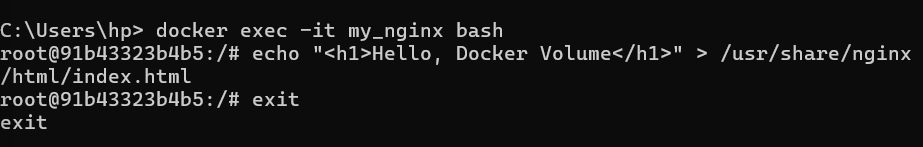 C:\Users\hp> docker exec -it my_nginx bash
root@91b43323b4b5:/# echo "<h1>Hello, Docker Volume</h1>" > /usr/share/nginx
/html/index.html
root@91b43323b4b5:/# exit
exit